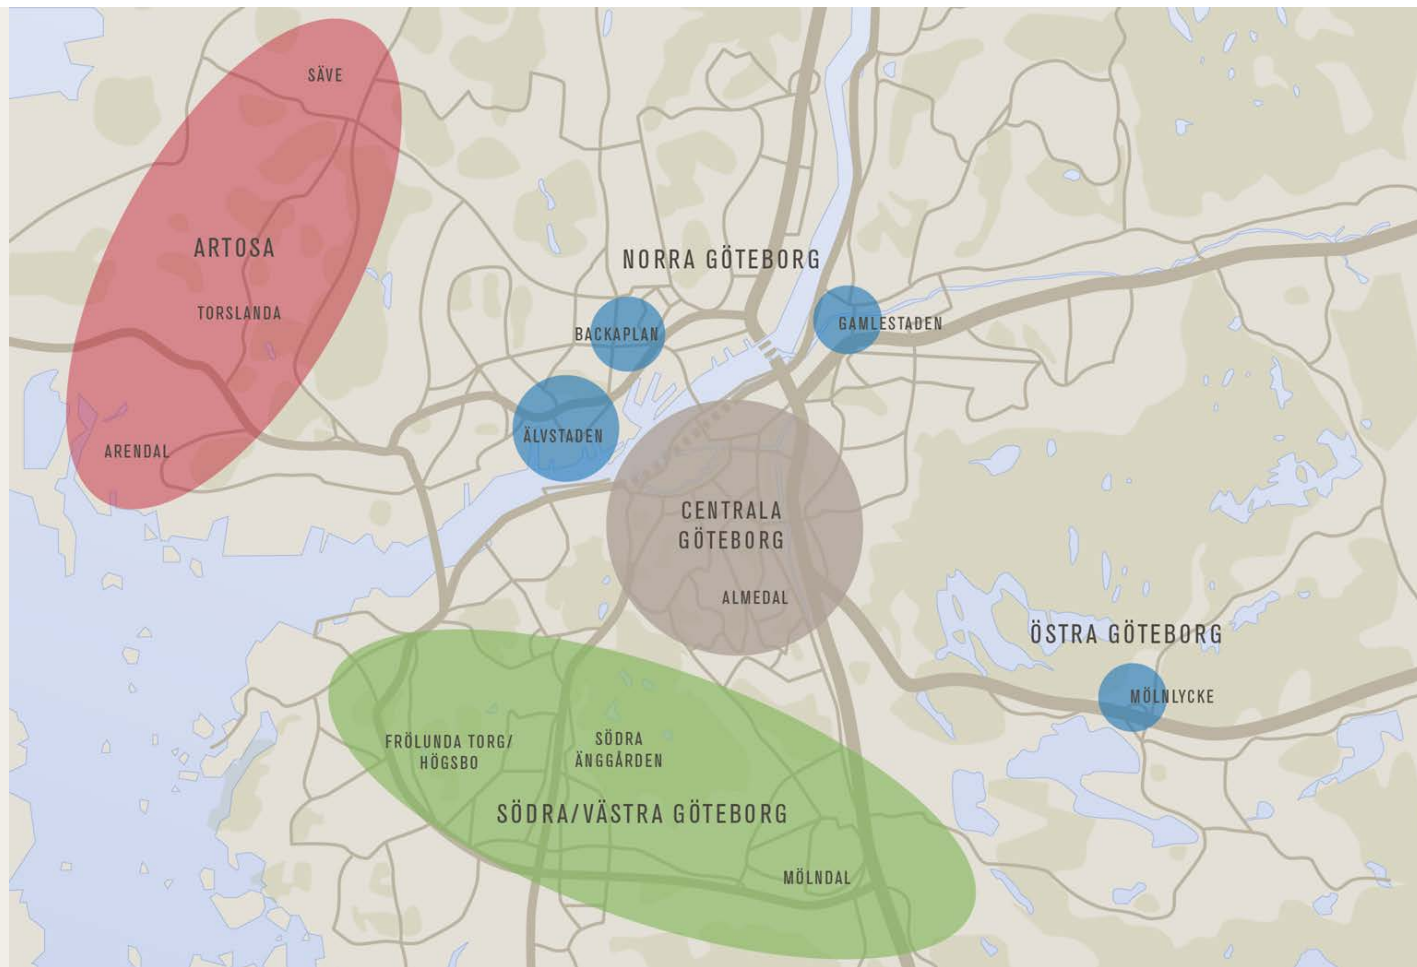 SÄVE
ARTOSA
NORRA GÖTEBORG
TORSLANDA
BACKAPLAN
GAMLESTADEN
ÄLVSTADEN
ARENDAL
CENTRALA
GÖTEBORG
ALMEDAL
ÖSTRA GÖTEBORG
MÖLNLYCKE
FRÖLUNDA TORG/
HÖGSBO
SÖDRA
ÄNGGÅRDEN
SÖDRA/VÄSTRA GÖTEBORG
MÖLNDAL